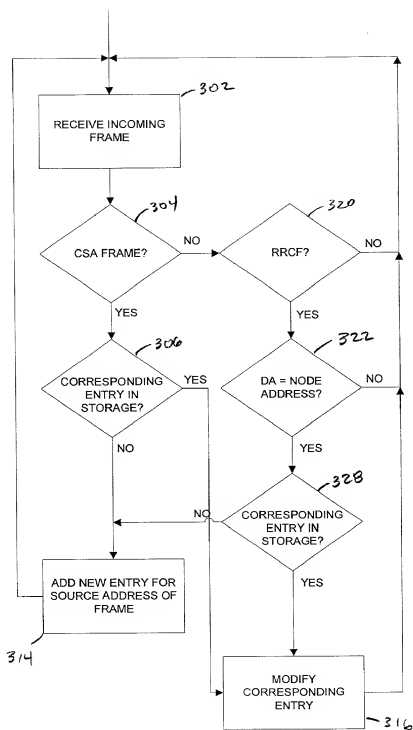 302
RECEIVE INCOMING
FRAME
304
CSA FRAME?
NO
320
RRCF?
NO
YES
YES
306
CORRESPONDING
ENTRY IN
STORAGE?
YES
322
DA = NODE
ADDRESS?
NO
NO
YES
328
CORRESPONDING
ENTRY IN
STORAGE?
NO
YES
ADD NEW ENTRY FOR
SOURCE ADDRESS OF
FRAME
314
MODIFY
CORRESPONDING
ENTRY
316